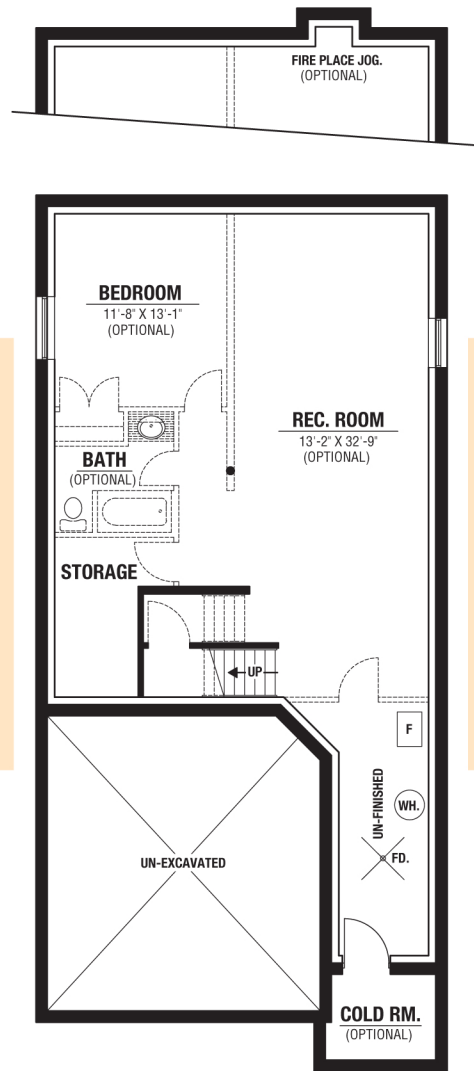 FIRE PLACE JOG.
(OPTIONAL)
BEDROOM
11'-8" X 13'-1"
(OPTIONAL)
REC. ROOM
13'-2" X 32'-9"
(OPTIONAL)
BATH
(OPTIONAL)
STORAGE
UP
F
UN-FINISHED
WH.
FD.
UN-EXCAVATED
COLD RM.
(OPTIONAL)